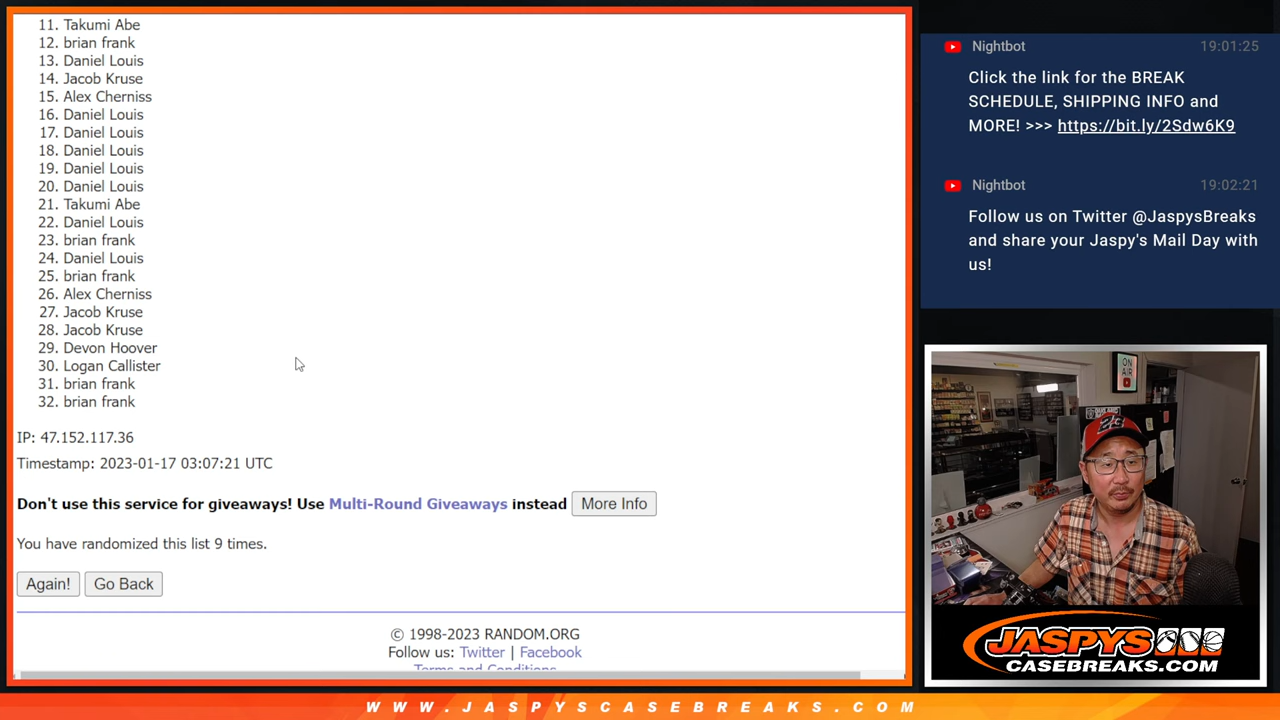 11. Takumi Abe
12. brian frank
13. Daniel Louis
14. Jacob Kruse
15. Alex Cherniss
16. Daniel Louis
17. Daniel Louis
18. Daniel Louis
19. Daniel Louis
20. Daniel Louis
21. Takumi Abe
22. Daniel Louis
23. brian frank
24. Daniel Louis
25. brian frank
26. Alex Cherniss
27. Jacob Kruse
28. Jacob Kruse
29. Devon Hoover
30. Logan Callister
31. brian frank
32. brian frank
IP: 47.152.117.36
Timestamp: 2023-01-17 03:07:21 UTC
Don't use this service for giveaways! Use Multi-Round Giveaways instead More Info
You have randomized this list 9 times.
Again! Go Back
© 1998-2023 RANDOM.ORG
Follow us: Twitter | Facebook
Terms and Conditions
Nightbot 19:01:25
Click the link for the BREAK
SCHEDULE, SHIPPING INFO and
MORE! >>> https://bit.ly/2Sdw6K9
Nightbot 19:02:21
Follow us on Twitter @JaspysBreaks
and share your Jaspy's Mail Day with
us!
ON
AIR
JASPYS
CASEBREAKS.COM
WWW.JASPYSCASEBREAKS.COM